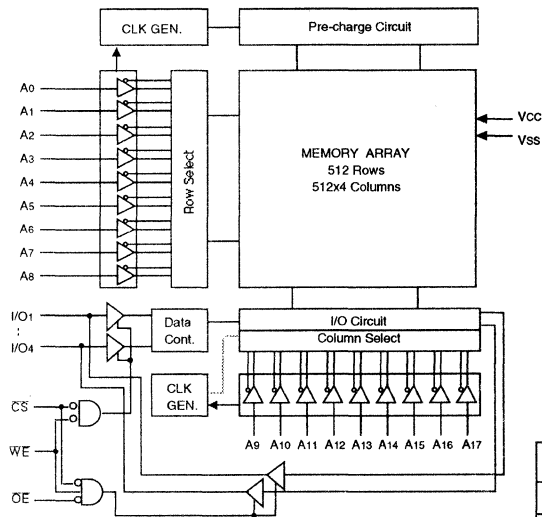 CLK GEN.
Pre-charge Circuit
A0
A1
A2
A3
A4
A5
A6
A7
A8
Row Select
MEMORY ARRAY
512 Rows
512x4 Columns
Vcc
Vss
I/O1
I/O4
Data
Cont.
I/O Circuit
Column Select
CLK
GEN.
A9 A10 A11 A12 A13 A14 A15 A16 A17
CS
WE
OE